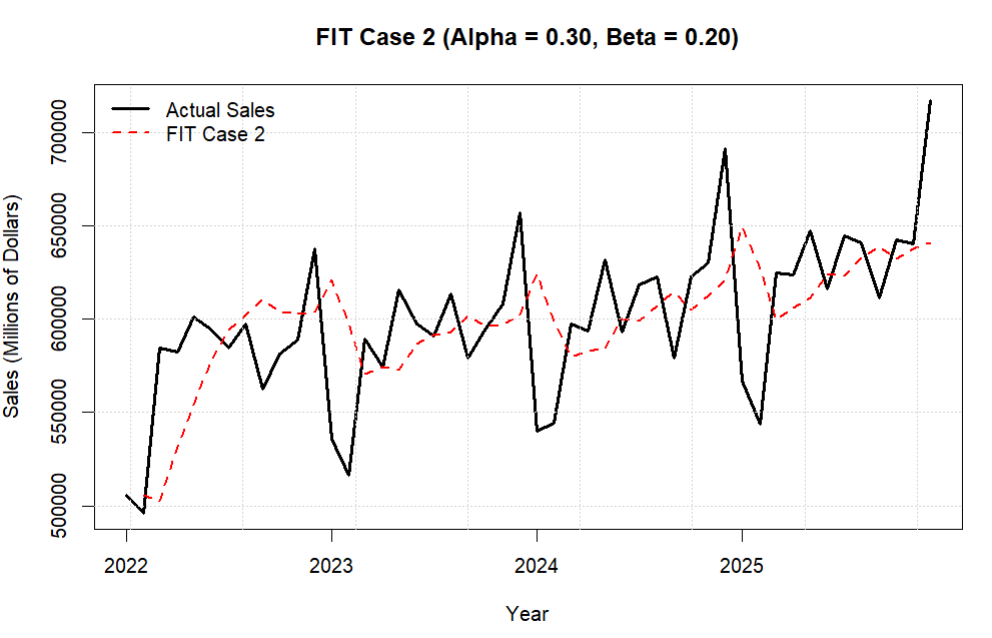 FIT Case 2 (Alpha = 0.30, Beta = 0.20)
Actual Sales
FIT Case 2
Sales (Millions of Dollars)
700000
650000
600000
550000
500000
2022 2023 2024 2025
Year